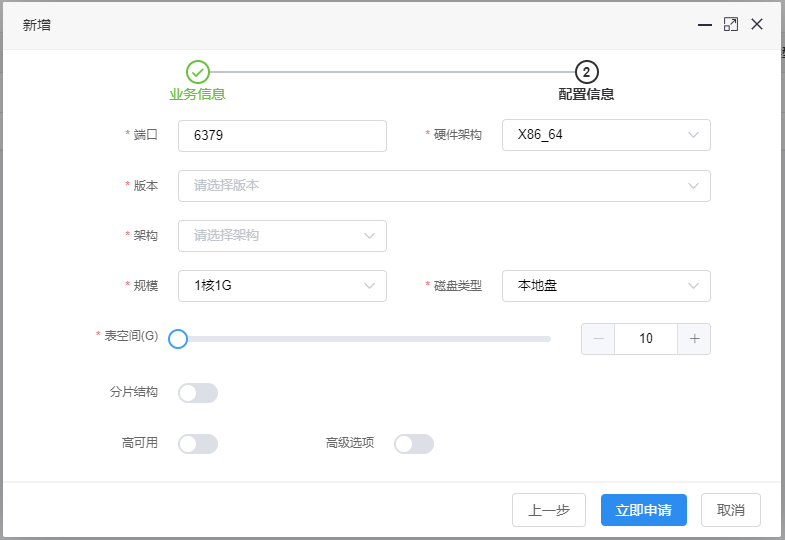 新增
2
业务信息
配置信息
* 端口 6379 * 硬件架构 X86_64
* 版本 请选择版本
* 架构 请选择架构
* 规模 1核1G * 磁盘类型 本地盘
* 表空间(G) 10
分片结构
高可用 高级选项
上一步 立即申请 取消